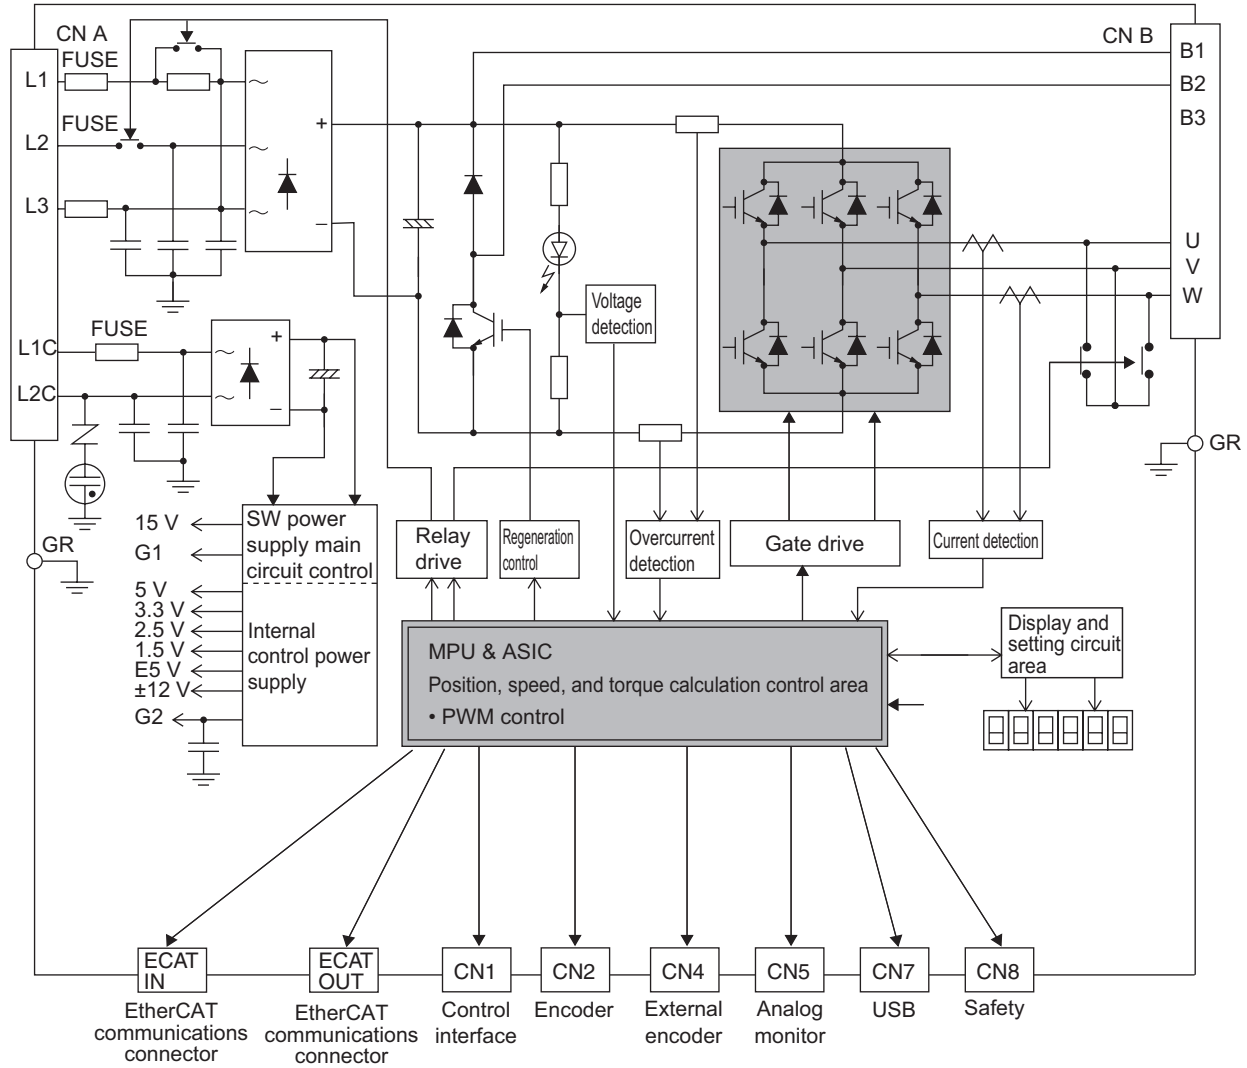 CN A
FUSE
L1
FUSE
L2
L3
+
−
CN B
B1
B2
B3
U
V
W
Voltage
detection
FUSE
L1C
L2C
+
−
GR
GR
15 V
G1
5 V
3.3 V
2.5 V
1.5 V
E5 V
±12 V
G2
SW power
supply main
circuit control
Internal
control power
supply
Relay
drive
Regeneration
control
Overcurrent
detection
Gate drive
Current detection
MPU & ASIC
Position, speed, and torque calculation control area
• PWM control
Display and
setting circuit
area
ECAT
IN
ECAT
OUT
CN1
CN2
CN4
CN5
CN7
CN8
EtherCAT
communications
connector
EtherCAT
communications
connector
Control
interface
Encoder
External
encoder
Analog
monitor
USB
Safety